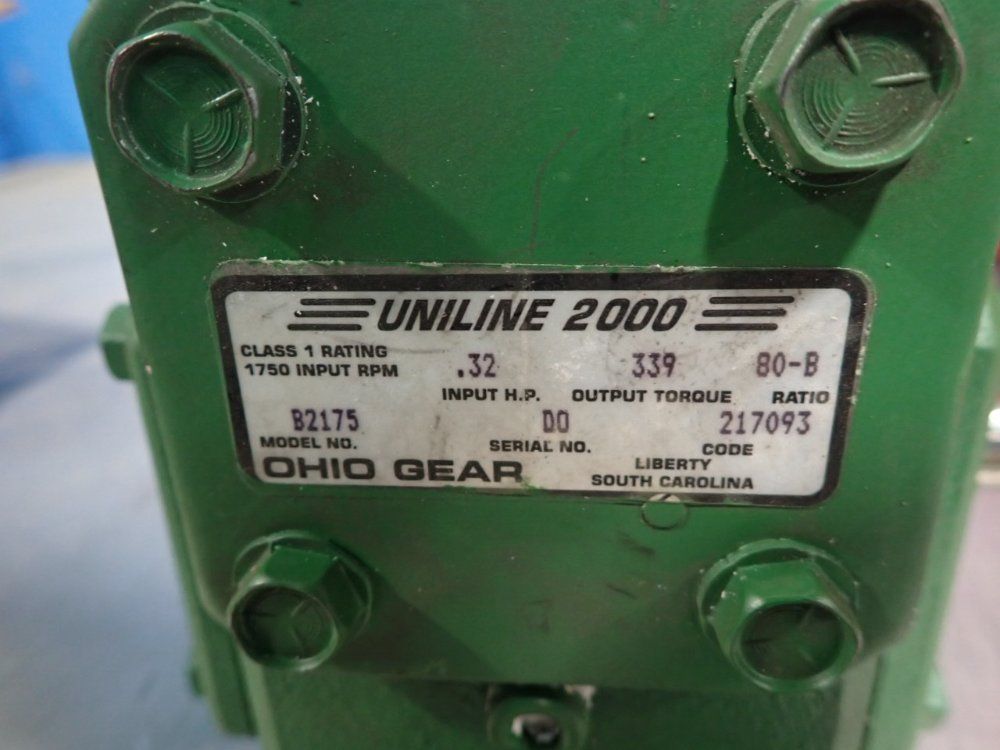 UNILINE 2000
CLASS 1 RATING
1750 INPUT RPM .32 339 80-B
INPUT H.P. OUTPUT TORQUE RATIO
B2175 DO 217093
MODEL NO. SERIAL NO. CODE
OHIO GEAR LIBERTY
SOUTH CAROLINA